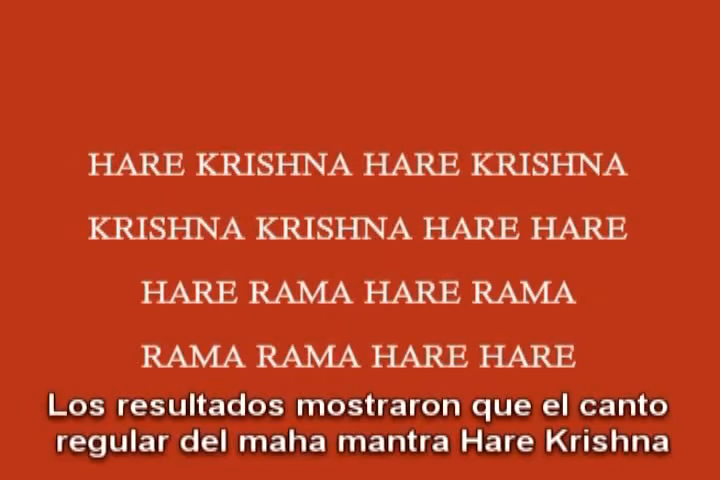 HARE KRISHNA HARE KRISHNA
KRISHNA KRISHNA HARE HARE
HARE RAMA HARE RAMA
RAMA RAMA HARE HARE
Los resultados mostraron que el canto
regular del maha mantra Hare Krishna